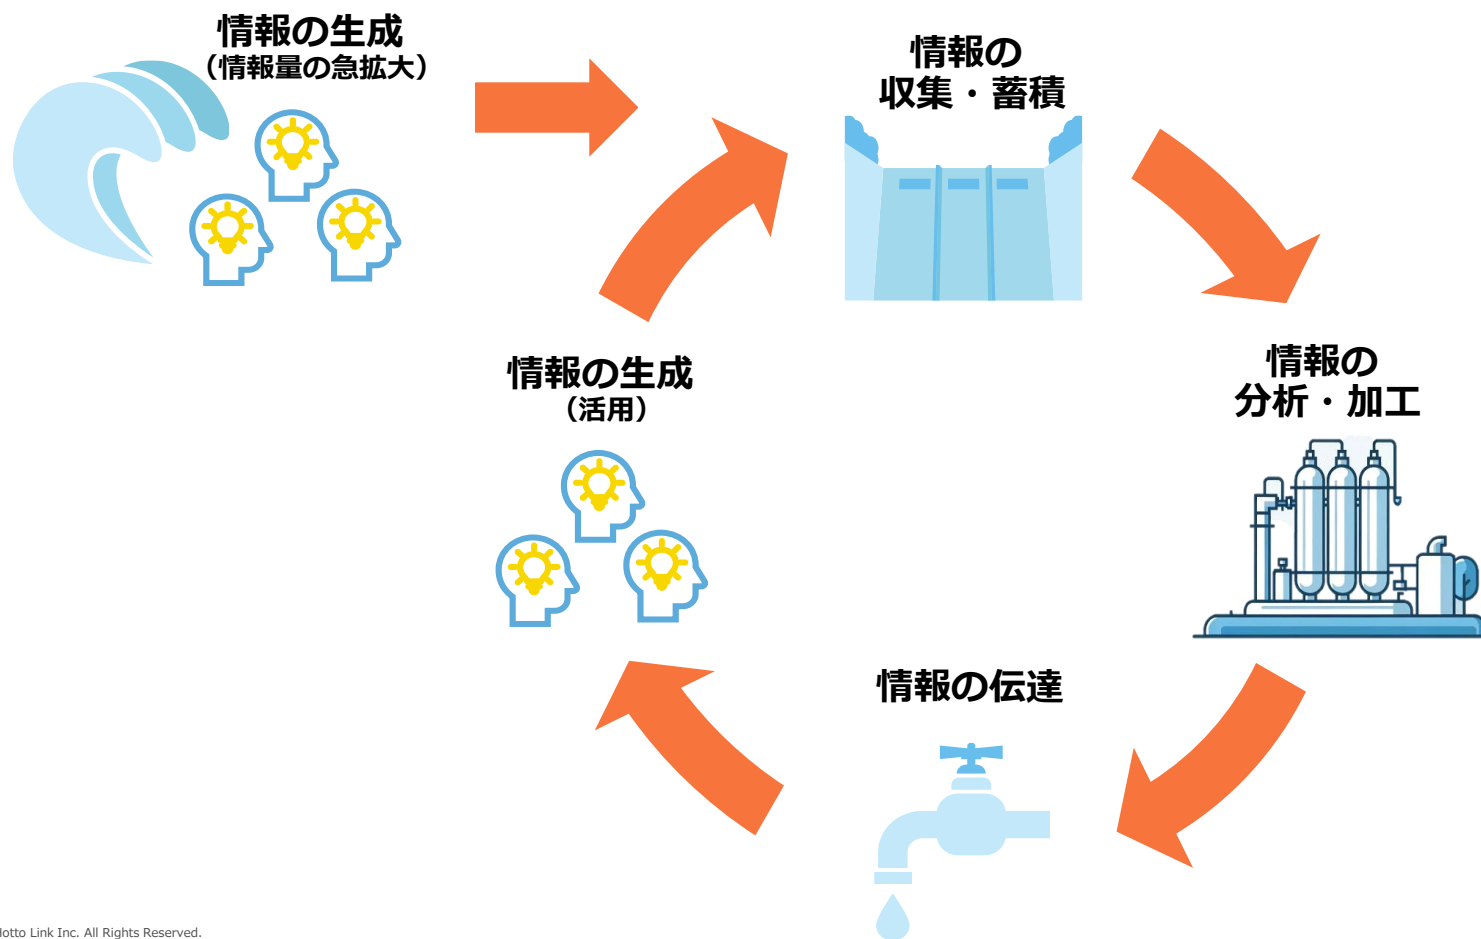 情報の生成
（情報量の急拡大）
情報の
収集・蓄積
情報の
分析・加工
情報の伝達
情報の生成
（活用）
Link Inc. All Rights Reserved.